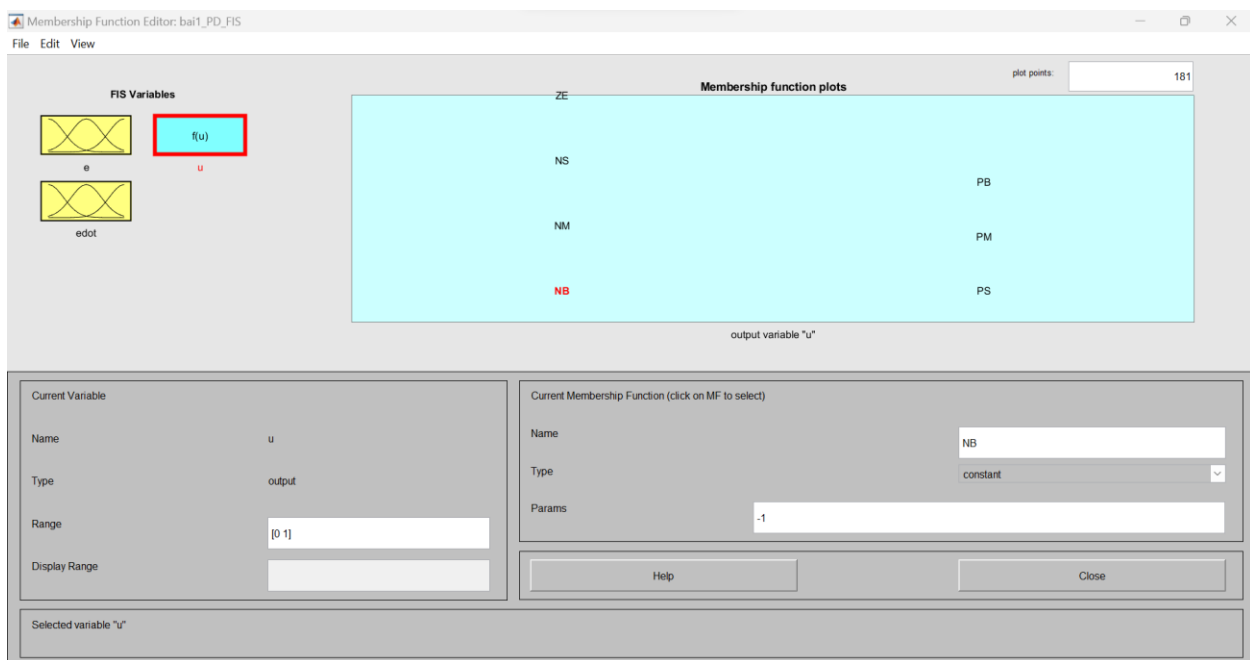 Membership Function Editor: bai1_PD_FIS
File Edit View
FIS Variables
f(u)
e
u
edot
plot points:
181
Membership function plots
ZE
NS
PB
NM
PM
NB
PS
output variable "u"
Current Variable
Name
u
Type
output
Range
[0 1]
Display Range
Current Membership Function (click on MF to select)
Name
NB
Type
constant
Params
-1
Help
Close
Selected variable "u"